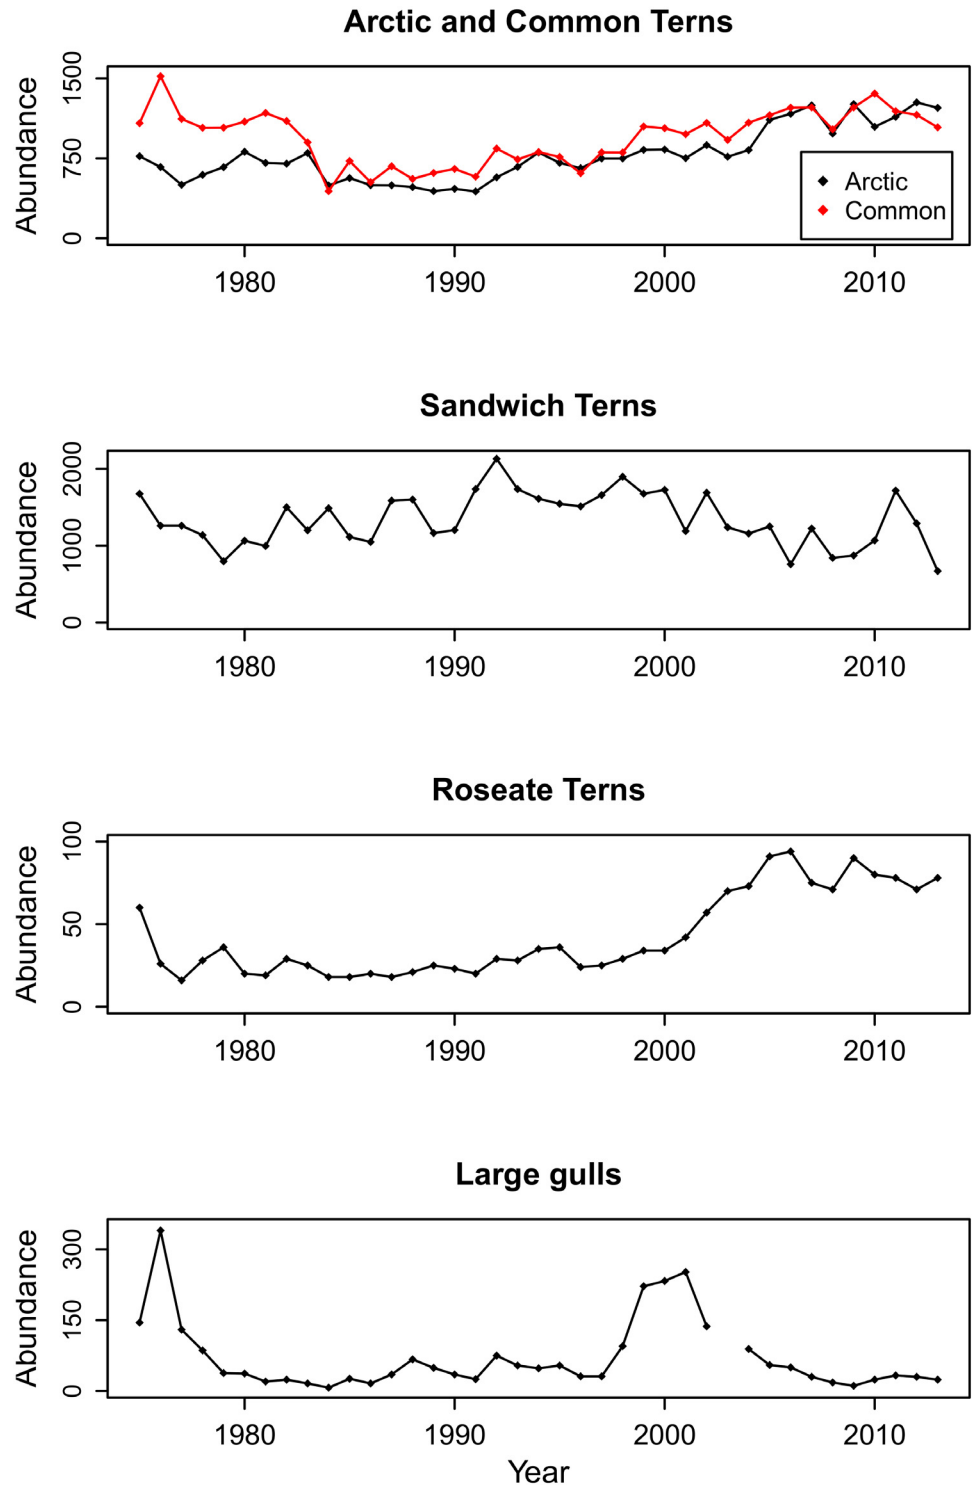 Arctic and Common Terns
Abundance
1500
750
0
Arctic
Common
1980 1990 2000 2010
Sandwich Terns
Abundance
2000
1000
0
1980 1990 2000 2010
Roseate Terns
Abundance
100
50
0
1980 1990 2000 2010
Large gulls
Abundance
300
150
0
1980 1990 2000 2010
Year